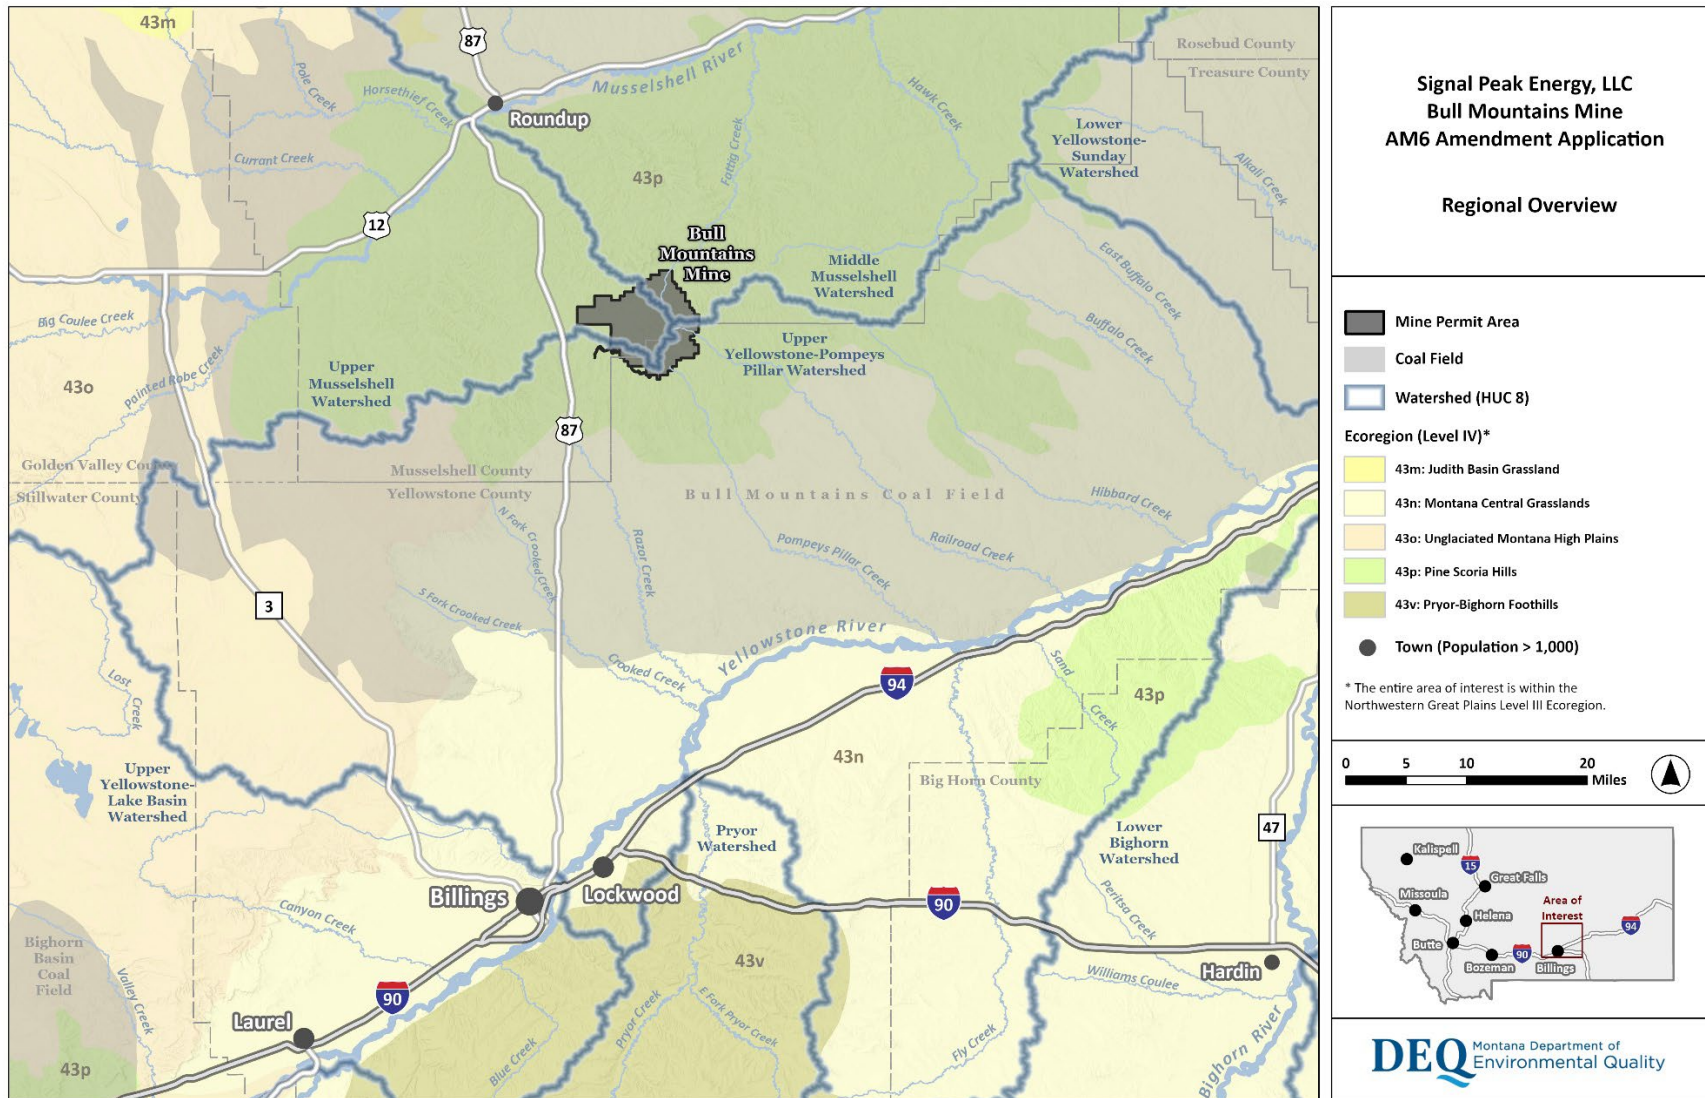 43m
87
Rosebud County
Treasure County
Pole Creek
Horsethief Creek
Musselshell River
Hawk Creek
Roundup
Lower
Yellowstone-
Sunday
Watershed
Currant Creek
Fattig Creek
43p
Alkali Creek
12
Bull
Mountains
Mine
Middle
Musselshell
Watershed
East Buffalo Creek
Big Coulee Creek
Buffalo Creek
Upper
Yellowstone-Pompeys
Pillar Watershed
Painted Robe Creek
43o
Upper
Musselshell
Watershed
87
Golden Valley County
Stillwater County
Musselshell County
Yellowstone County
Bull Mountains Coal Field
Hibbard Creek
N Fork Crooked Creek
Razor Creek
Pompeys Pillar Creek
Railroad Creek
3
S Fork Crooked Creek
Yellowstone River
Crooked Creek
Lost Creek
94
Sand Creek
43p
43n
Big Horn County
Upper
Yellowstone-
Lake Basin
Watershed
Pryor
Watershed
Lower
Bighorn
Watershed
47
Billings
Lockwood
90
Peritsa Creek
Canyon Creek
Bighorn
Basin
Coal
Field
Valley Creek
43v
Hardin
Williams Coulee
90
Laurel
Pryor Creek
E Fork Pryor Creek
Blue Creek
Fly Creek
Bighorn River
43p
Signal Peak Energy, LLC
Bull Mountains Mine
AM6 Amendment Application
Regional Overview
Mine Permit Area
Coal Field
Watershed (HUC 8)
Ecoregion (Level IV)*
43m: Judith Basin Grassland
43n: Montana Central Grasslands
43o: Unglaciated Montana High Plains
43p: Pine Scoria Hills
43v: Pryor-Bighorn Foothills
Town (Population > 1,000)
* The entire area of interest is within the
Northwestern Great Plains Level III Ecoregion.
0 5 10 20
Miles
Kalispell
15
Great Falls
Missoula
Helena
Area of
Interest
94
Butte
90
Bozeman
Billings
DEQ
Montana Department of
Environmental Quality